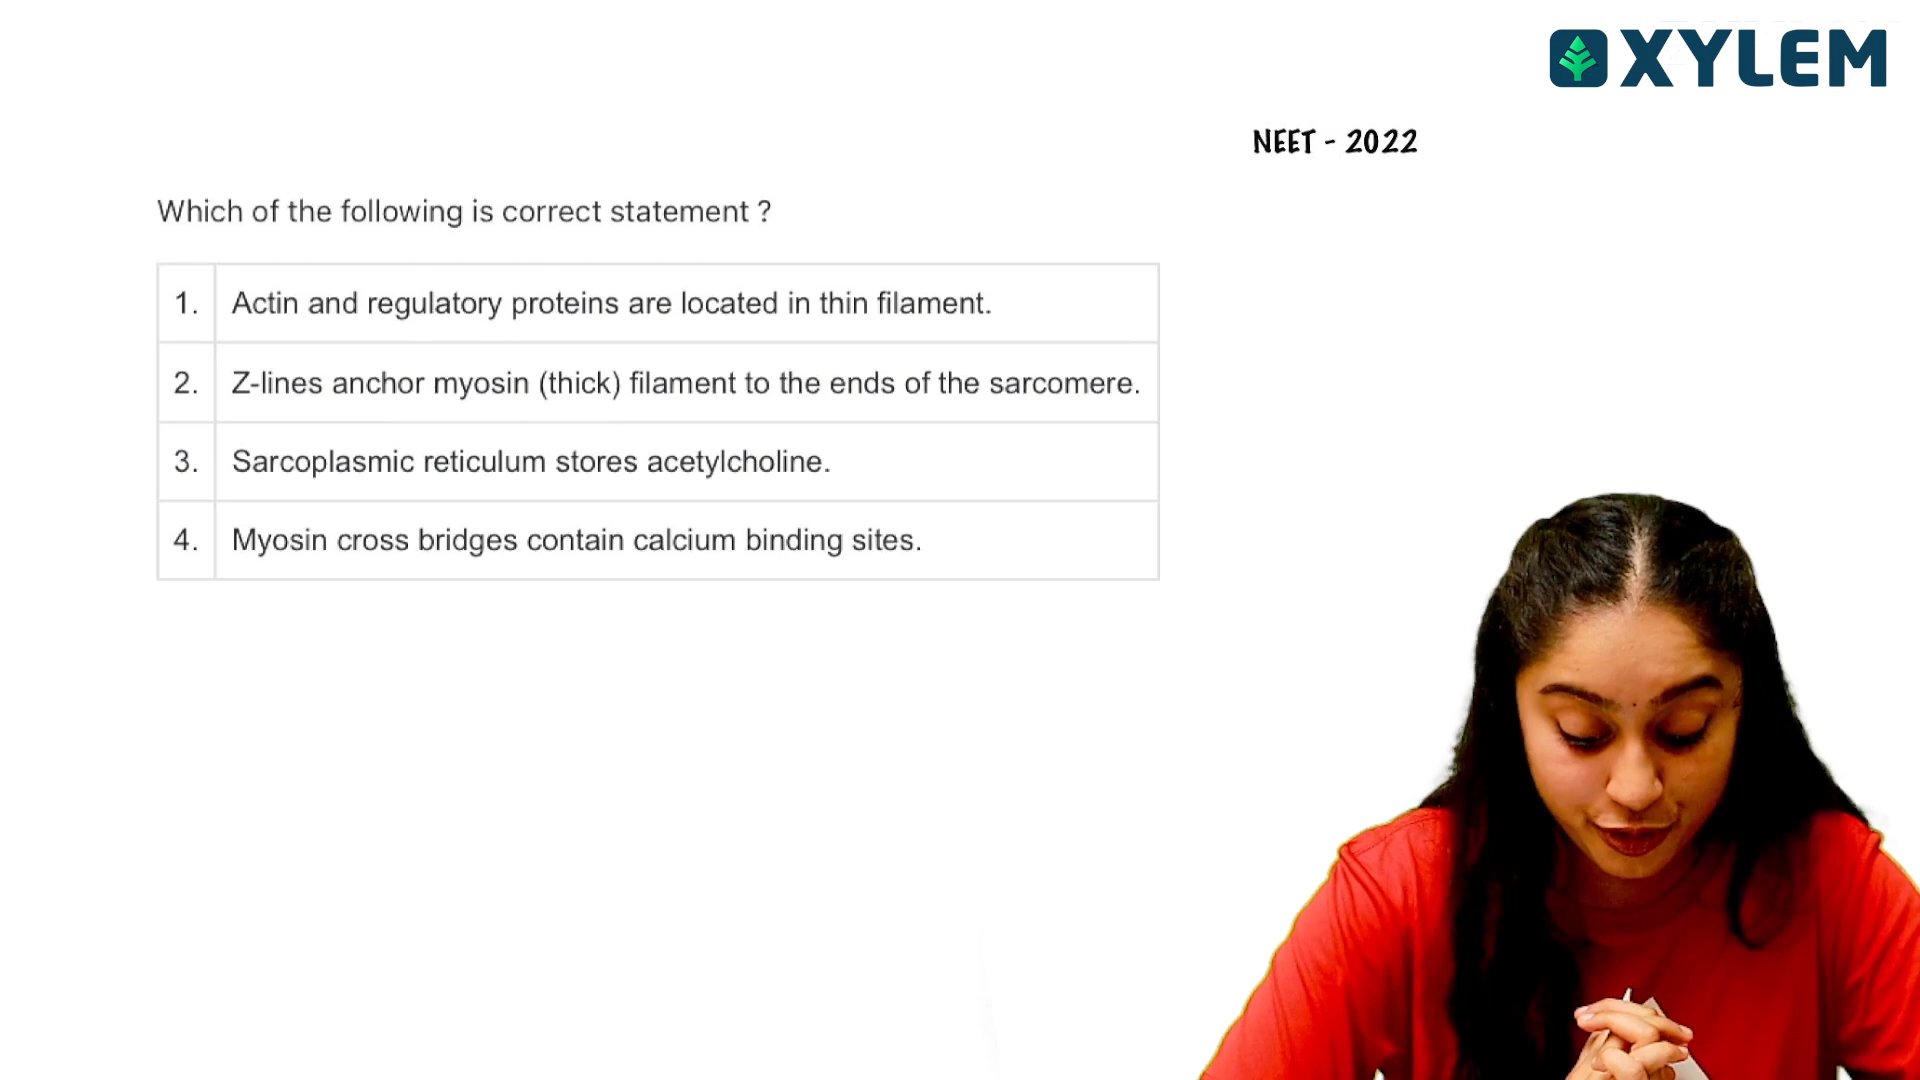 XYLEM
NEET - 2022
Which of the following is correct statement ?
1. Actin and regulatory proteins are located in thin filament.
2. Z-lines anchor myosin (thick) filament to the ends of the sarcomere.
3. Sarcoplasmic reticulum stores acetylcholine.
4. Myosin cross bridges contain calcium binding sites.